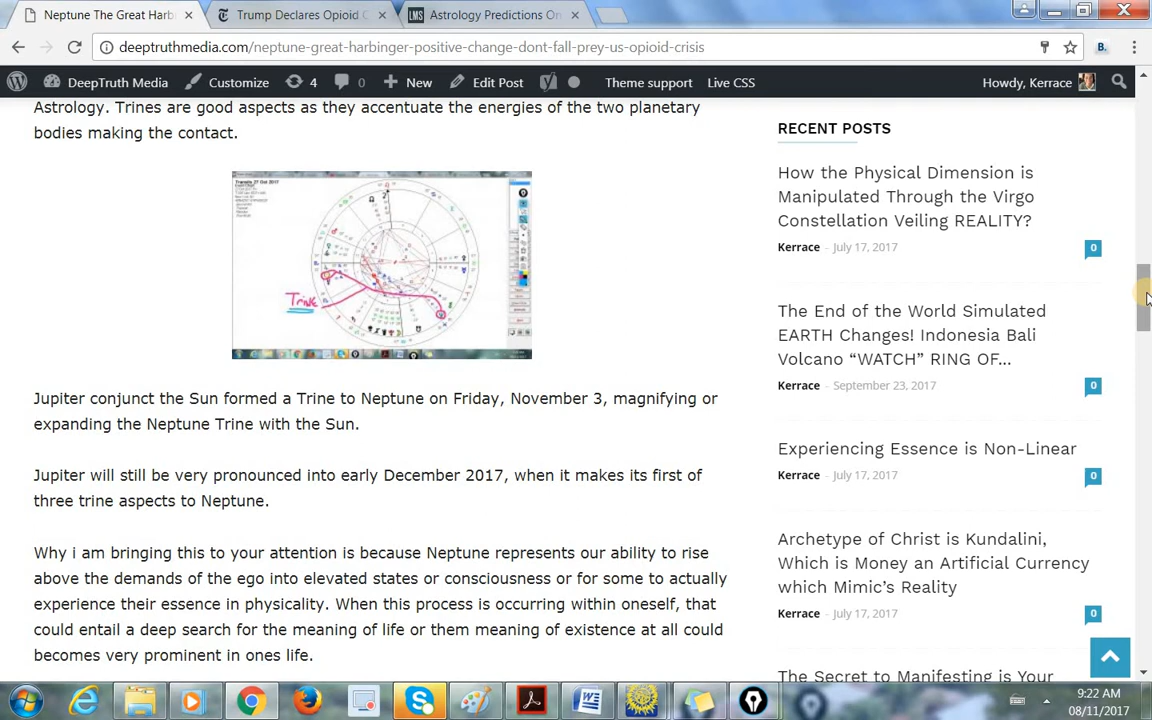 Neptune The Great Harb
Trump Declares Opioid C
Astrology Predictions On
deeptruthmedia.com/neptune-great-harbinger-positive-change-dont-fall-prey-us-opioid-crisis
DeepTruth Media
Customize
4
0
New
Edit Post
Theme support
Live CSS
Howdy, Kerrace
Astrology. Trines are good aspects as they accentuate the energies of the two planetary
bodies making the contact.
Transits 27 Oct 2017
Trine
Jupiter conjunct the Sun formed a Trine to Neptune on Friday, November 3, magnifying or
expanding the Neptune Trine with the Sun.
Jupiter will still be very pronounced into early December 2017, when it makes its first of
three trine aspects to Neptune.
Why i am bringing this to your attention is because Neptune represents our ability to rise
above the demands of the ego into elevated states or consciousness or for some to actually
experience their essence in physicality. When this process is occurring within oneself, that
could entail a deep search for the meaning of life or them meaning of existence at all could
becomes very prominent in ones life.
RECENT POSTS
How the Physical Dimension is
Manipulated Through the Virgo
Constellation Veiling REALITY?
Kerrace - July 17, 2017
0
The End of the World Simulated
EARTH Changes! Indonesia Bali
Volcano “WATCH” RING OF...
Kerrace - September 23, 2017
0
Experiencing Essence is Non-Linear
Kerrace - July 17, 2017
0
Archetype of Christ is Kundalini,
Which is Money an Artificial Currency
which Mimic’s Reality
Kerrace - July 17, 2017
0
The Secret to Manifesting is Your
9:22 AM
08/11/2017